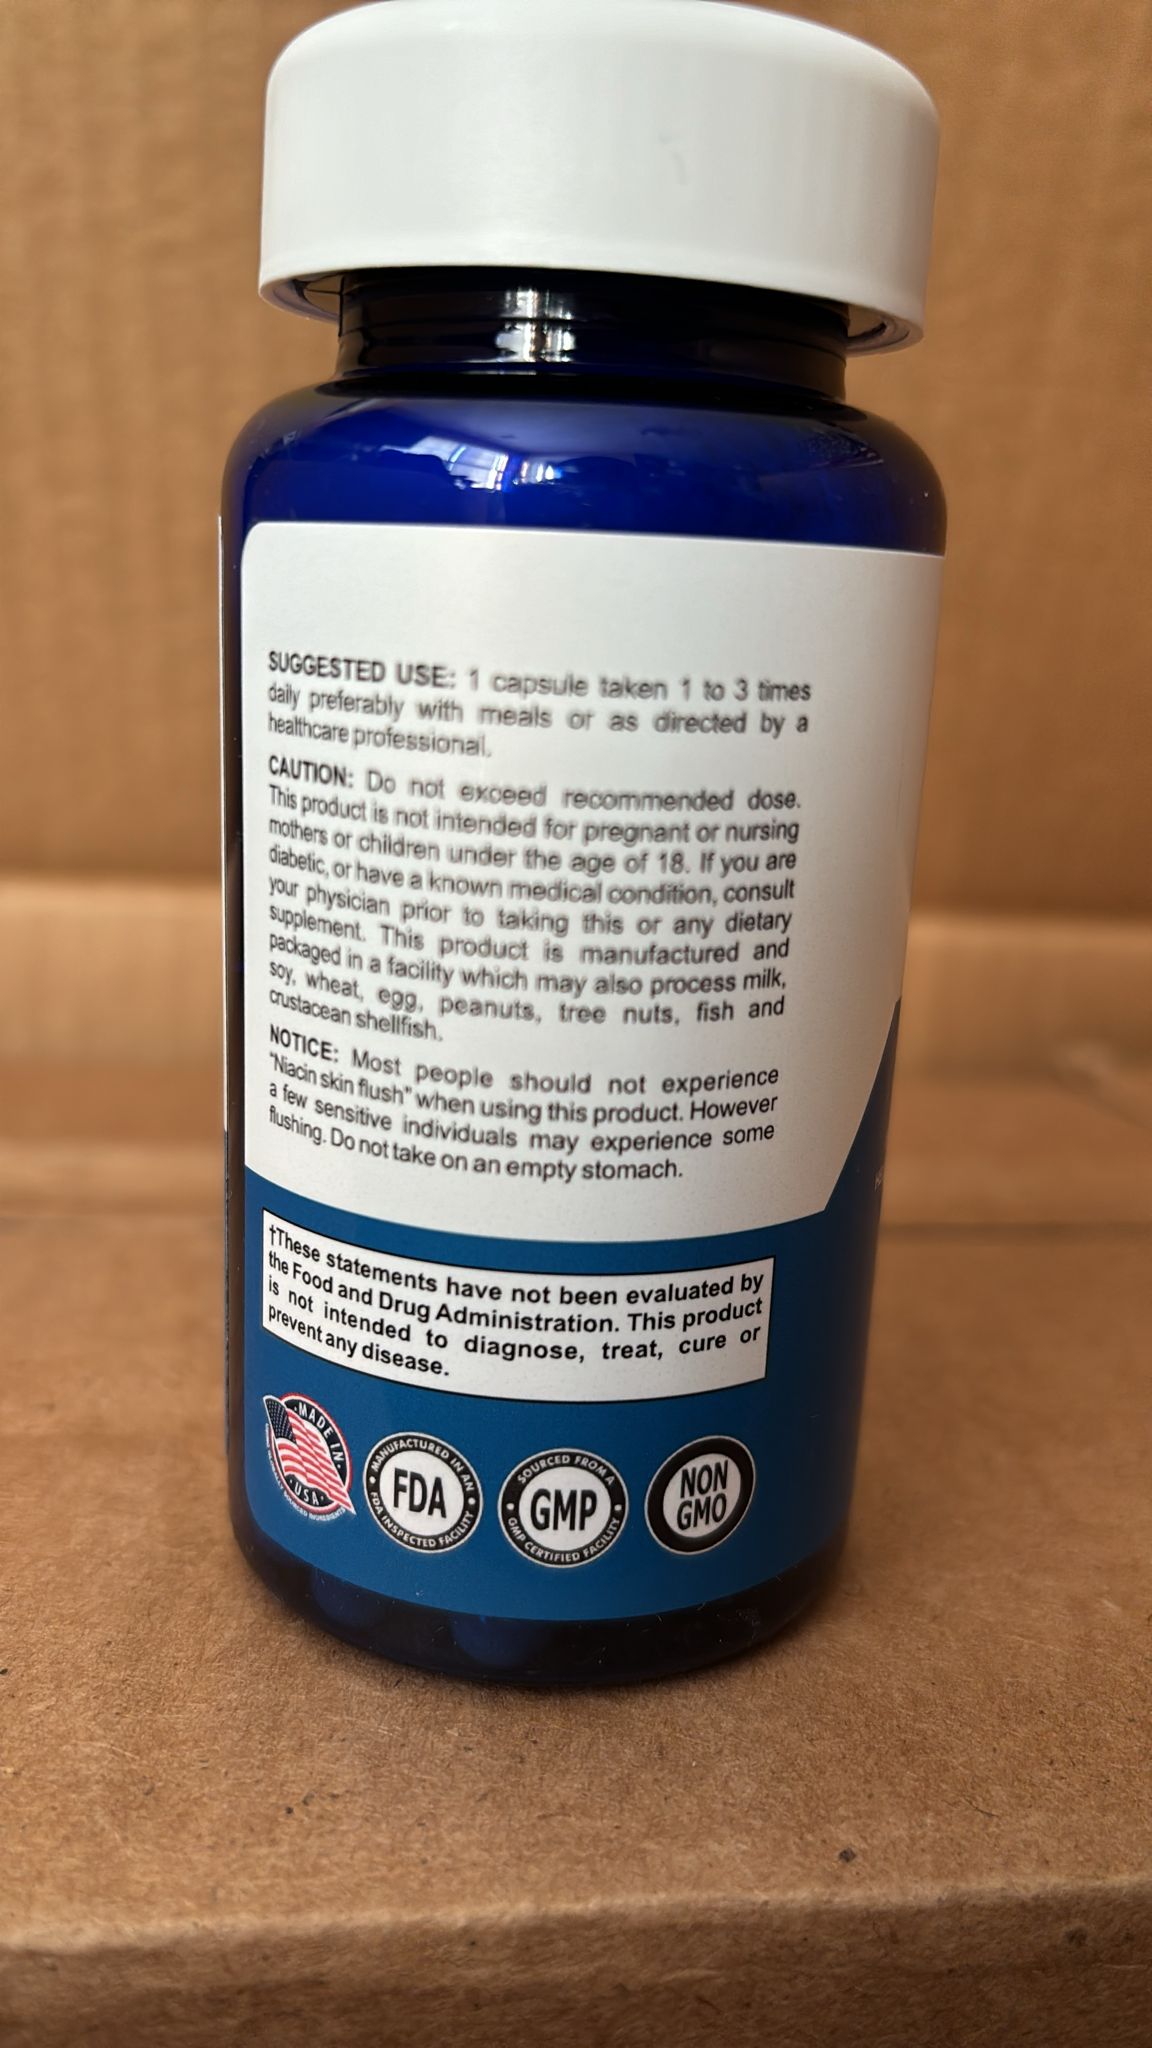 SUGGESTED USE: 1 capsule taken 1 to 3 times
daily preferably with meals or as directed by a
healthcare professional.
CAUTION: Do not exceed recommended dose.
This product is not intended for pregnant or nursing
mothers or children under the age of 18. If you are
diabetic, or have a known medical condition, consult
your physician prior to taking this or any dietary
supplement. This product is manufactured and
packaged in a facility which may also process milk,
soy, wheat, egg, peanuts, tree nuts, fish and
crustacean shellfish.
NOTICE: Most people should not experience
"Niacin skin flush" when using this product. However
a few sensitive individuals may experience some
flushing. Do not take on an empty stomach.
†These statements have not been evaluated by
the Food and Drug Administration. This product
is not intended to diagnose, treat, cure or
prevent any disease.
MADE IN
USA
MANUFACTURED IN AN
FDA
FDA INSPECTED FACILITY
SOURCED FROM A
GMP
GMP CERTIFIED FACILITY
NON
GMO